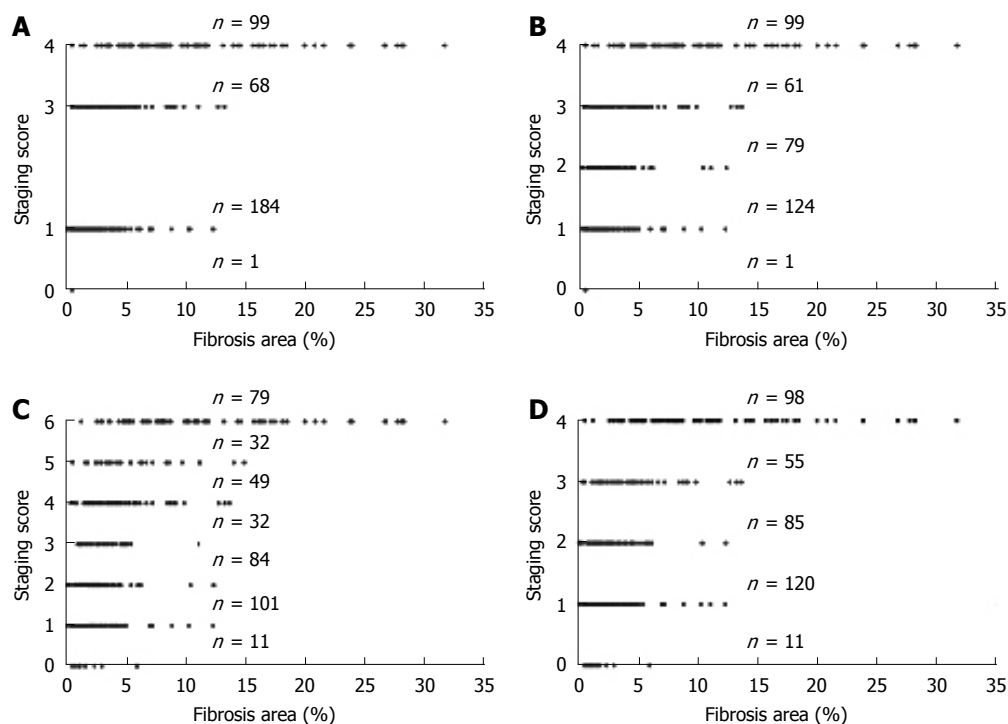 A
n = 99
4
n = 68
3
Staging score
n = 184
1
n = 1
0
0 5 10 15 20 25 30 35
Fibrosis area (%)
B
n = 99
4
n = 61
3
n = 79
2
Staging score
n = 124
1
n = 1
0
0 5 10 15 20 25 30 35
Fibrosis area (%)
C
n = 79
6
n = 32
5
n = 49
4
n = 32
3
Staging score
n = 84
2
n = 101
1
n = 11
0
0 5 10 15 20 25 30 35
Fibrosis area (%)
D
n = 98
4
n = 55
3
n = 85
2
Staging score
n = 120
1
n = 11
0
0 5 10 15 20 25 30 35
Fibrosis area (%)